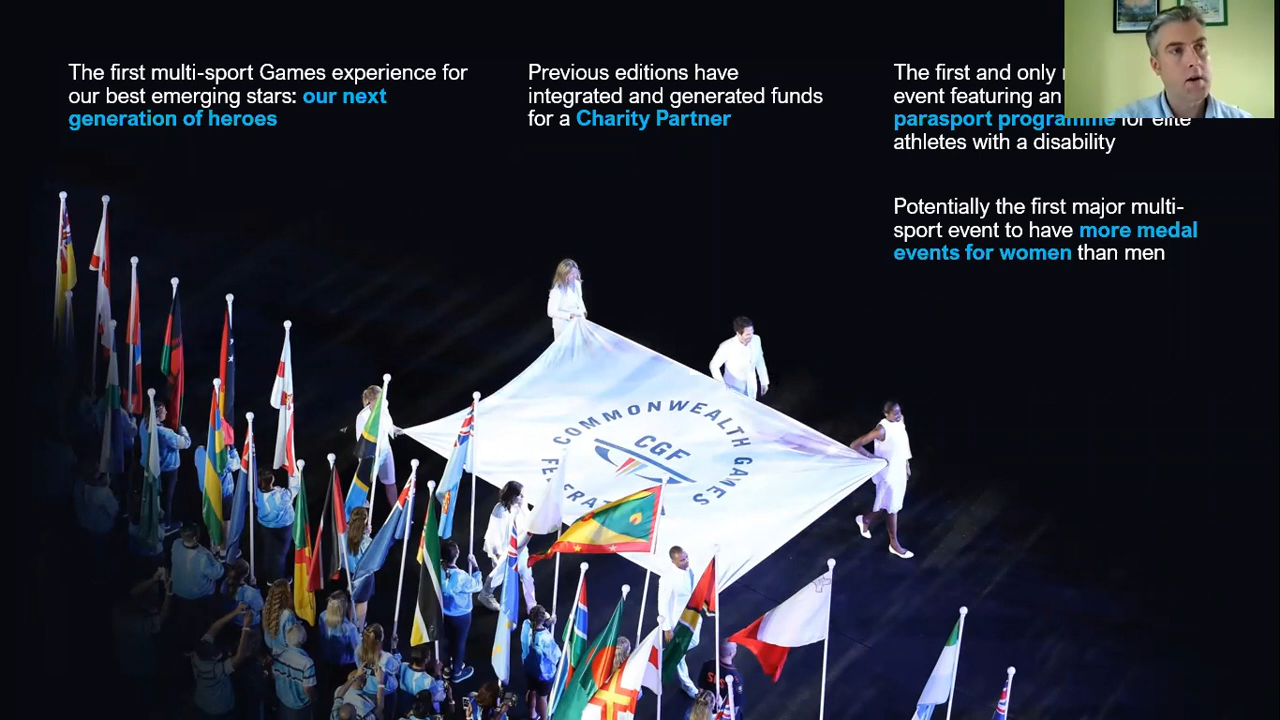 The first multi-sport Games experience for
our best emerging stars: our next
generation of heroes
Previous editions have
integrated and generated funds
for a Charity Partner
The first and only
event featuring an
parasport programme for elite
athletes with a disability
Potentially the first major multi-
sport event to have more medal
events for women than men
COMMONWEALTH GAMES
CGF